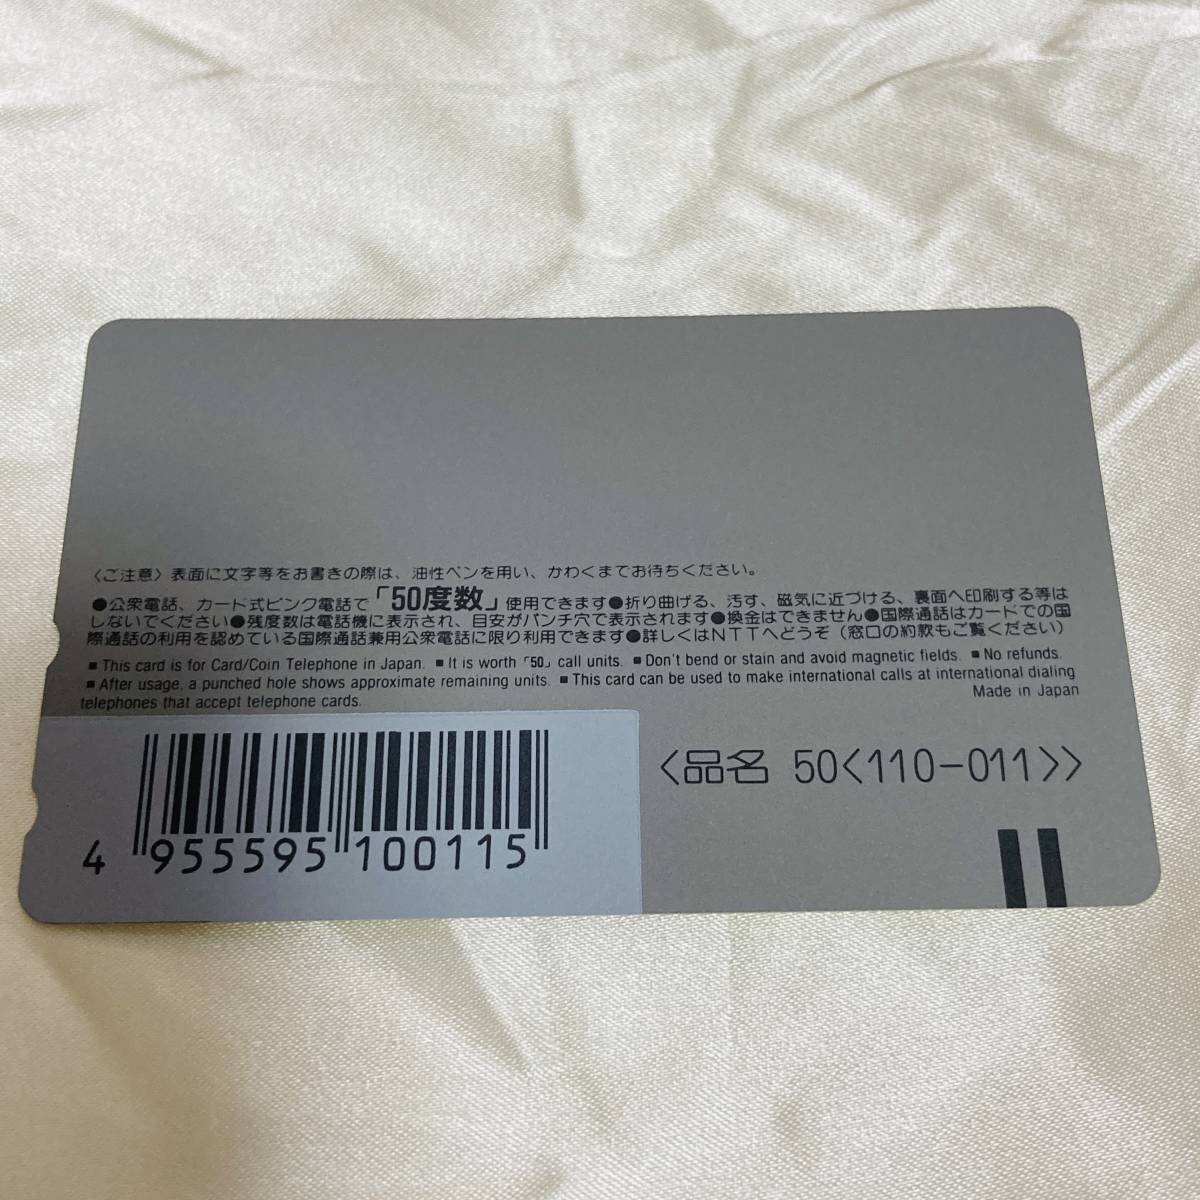 〈ご注意〉表面に文字等をお書きの際は、油性ペンを用い、かわくまでお待ちください。
●公衆電話、カード式ピンク電話で「50度数」使用できます●折り曲げる、汚す、磁気に近づける、裏面へ印刷する等は
しないでください●残度数は電話機に表示され、目安がパンチ穴で表示されます●換金はできません●国際通話はカードでの国
際通話の利用を認めている国際通話兼用公衆電話に限り利用できます●詳しくはNTTへどうぞ（窓口の約款もご覧ください）
■ This card is for Card/Coin Telephone in Japan. ■ It is worth「50」call units. ■ Don't bend or stain and avoid magnetic fields. ■ No refunds.
■ After usage, a punched hole shows approximate remaining units. ■ This card can be used to make international calls at international dialing
telephones that accept telephone cards.
Made in Japan
〈品名 50〈110-011〉〉
4 955595 100115